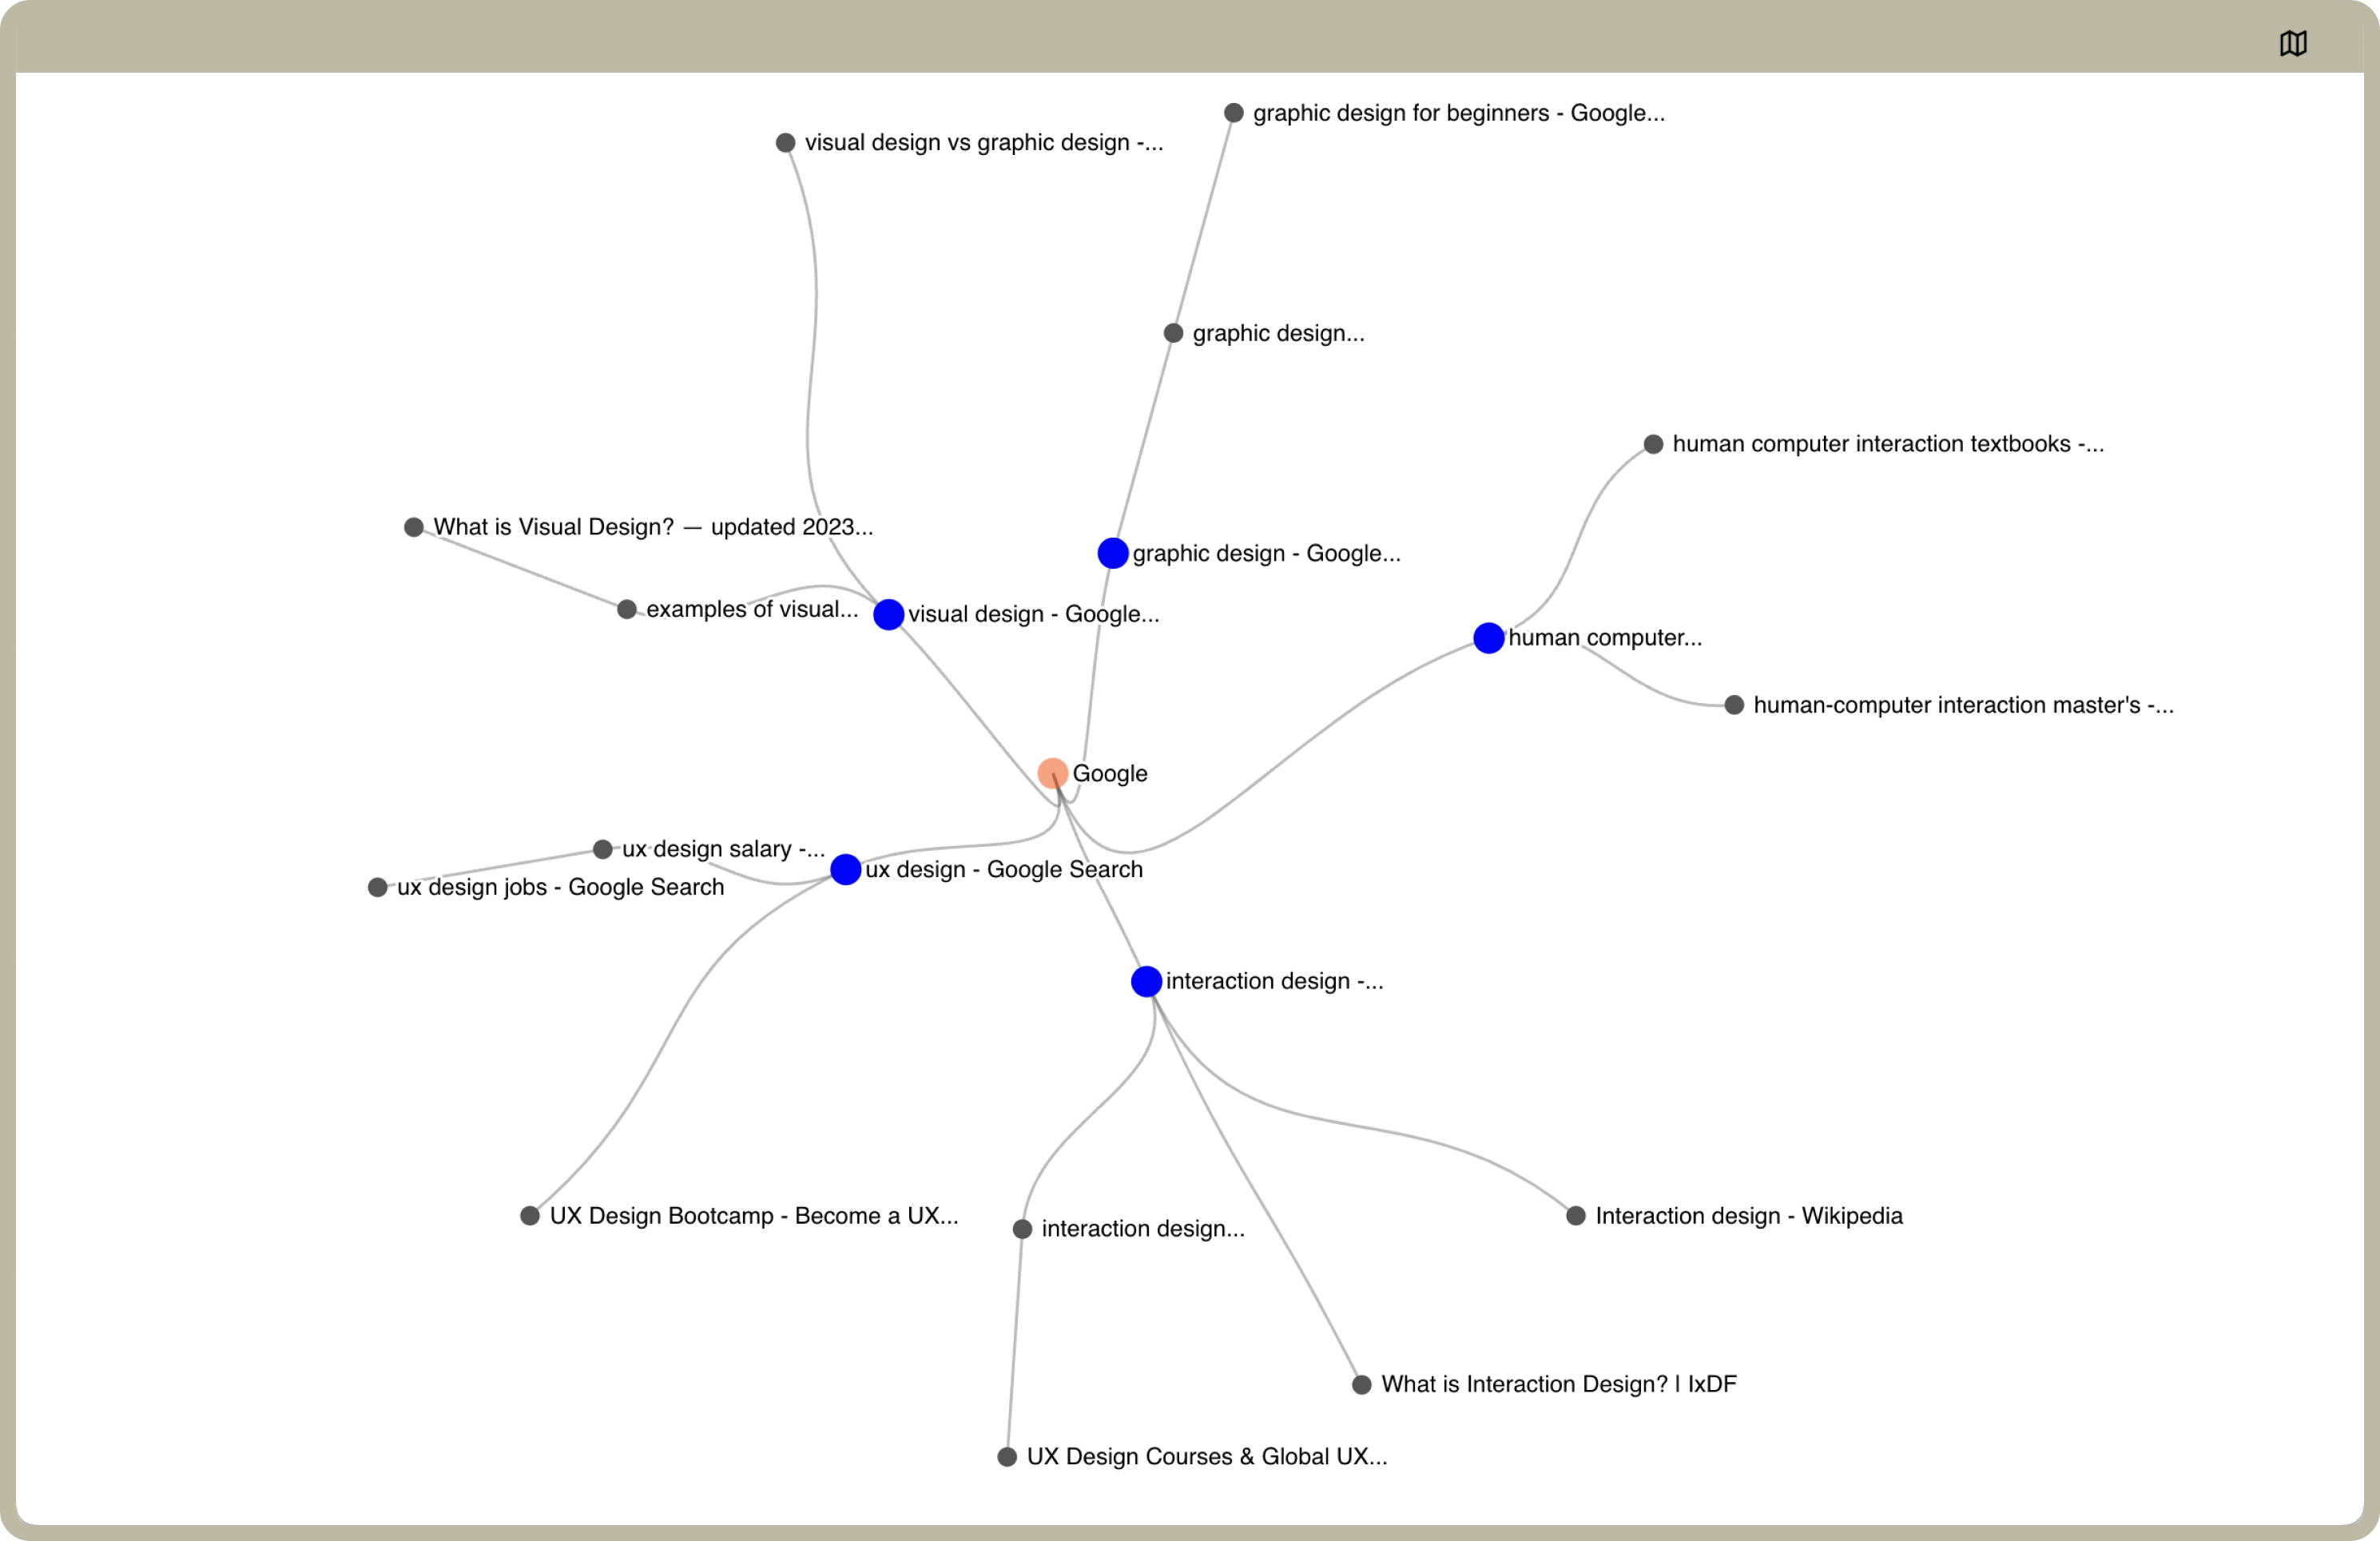 graphic design for beginners - Google...
visual design vs graphic design -...
graphic design...
human computer interaction textbooks -...
What is Visual Design? — updated 2023...
graphic design - Google...
examples of visual...
visual design - Google...
human computer...
human-computer interaction master's -...
Google
ux design salary -...
ux design - Google Search
ux design jobs - Google Search
interaction design -...
UX Design Bootcamp - Become a UX...
interaction design...
Interaction design - Wikipedia
What is Interaction Design? | IxDF
UX Design Courses & Global UX...